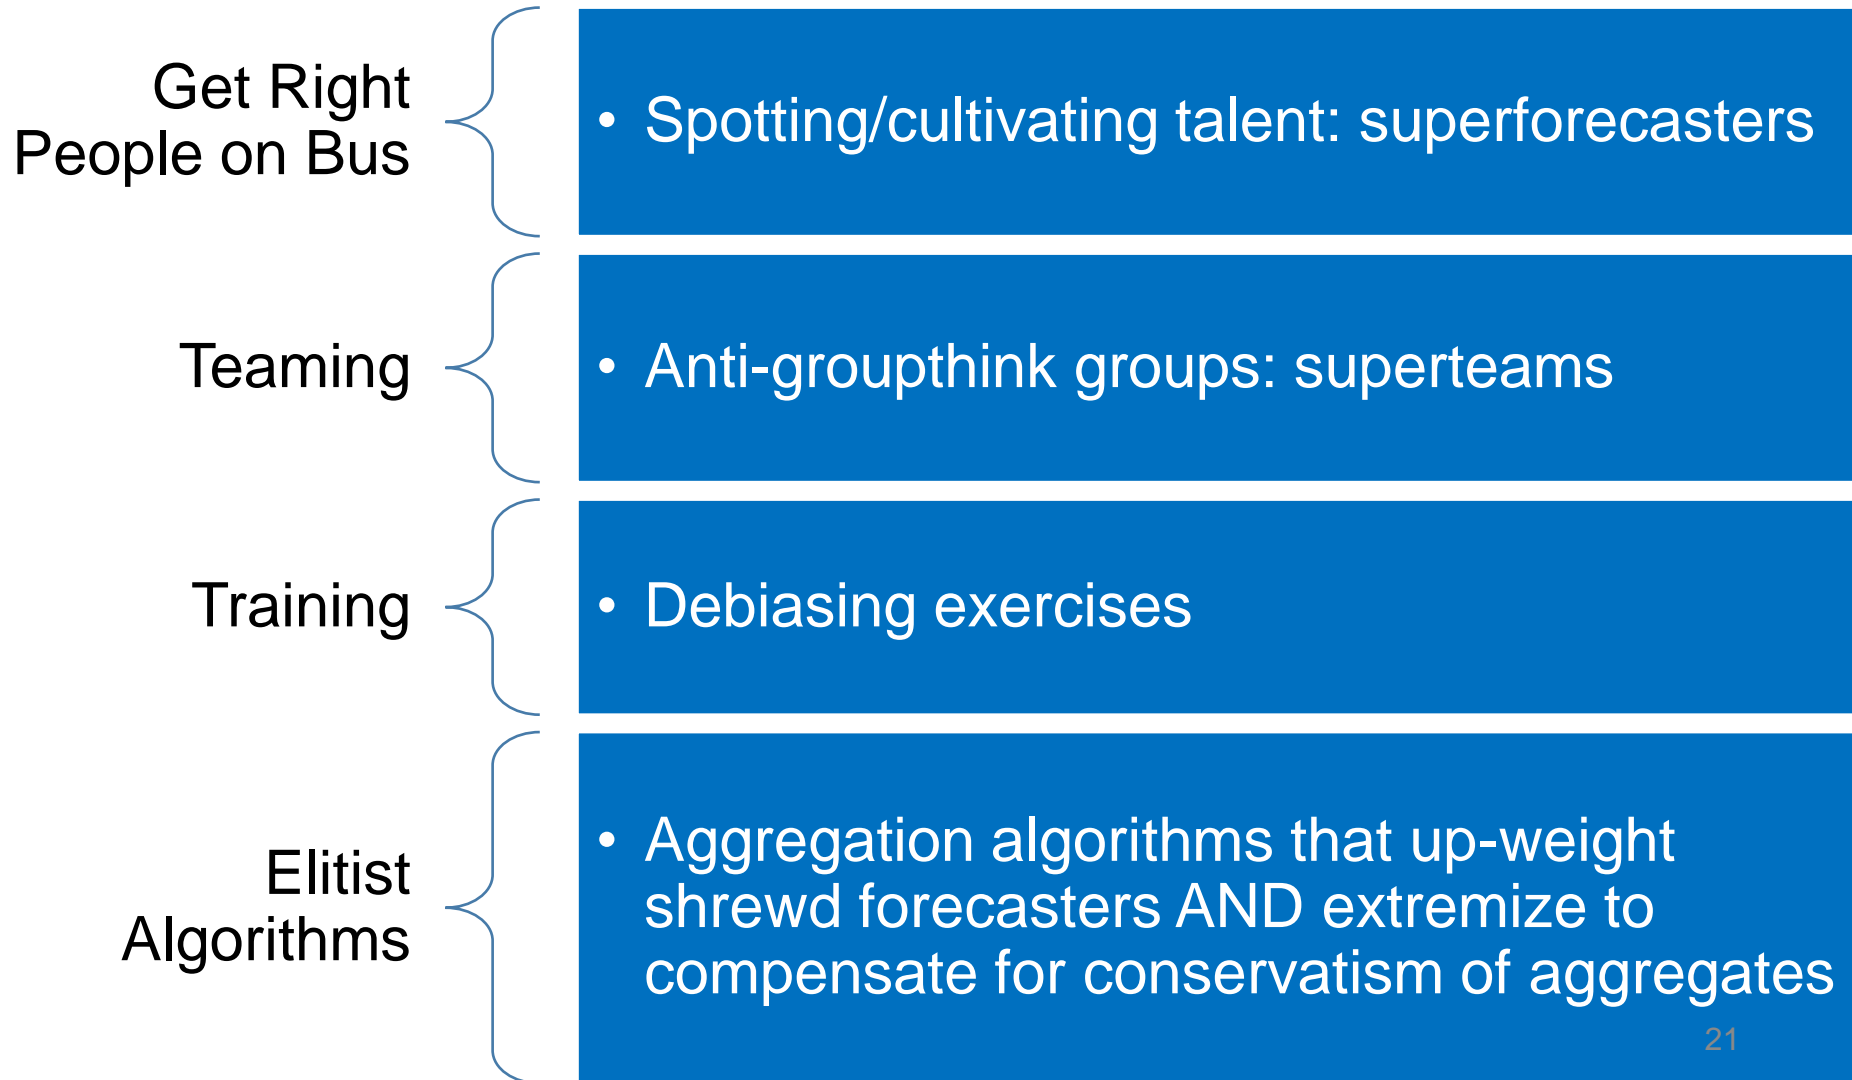 Get Right
People on Bus
• Spotting/cultivating talent: superforecasters
Teaming
• Anti-groupthink groups: superteams
Training
• Debiasing exercises
Elitist
Algorithms
• Aggregation algorithms that up-weight
shrewd forecasters AND extremize to
compensate for conservatism of aggregates
21